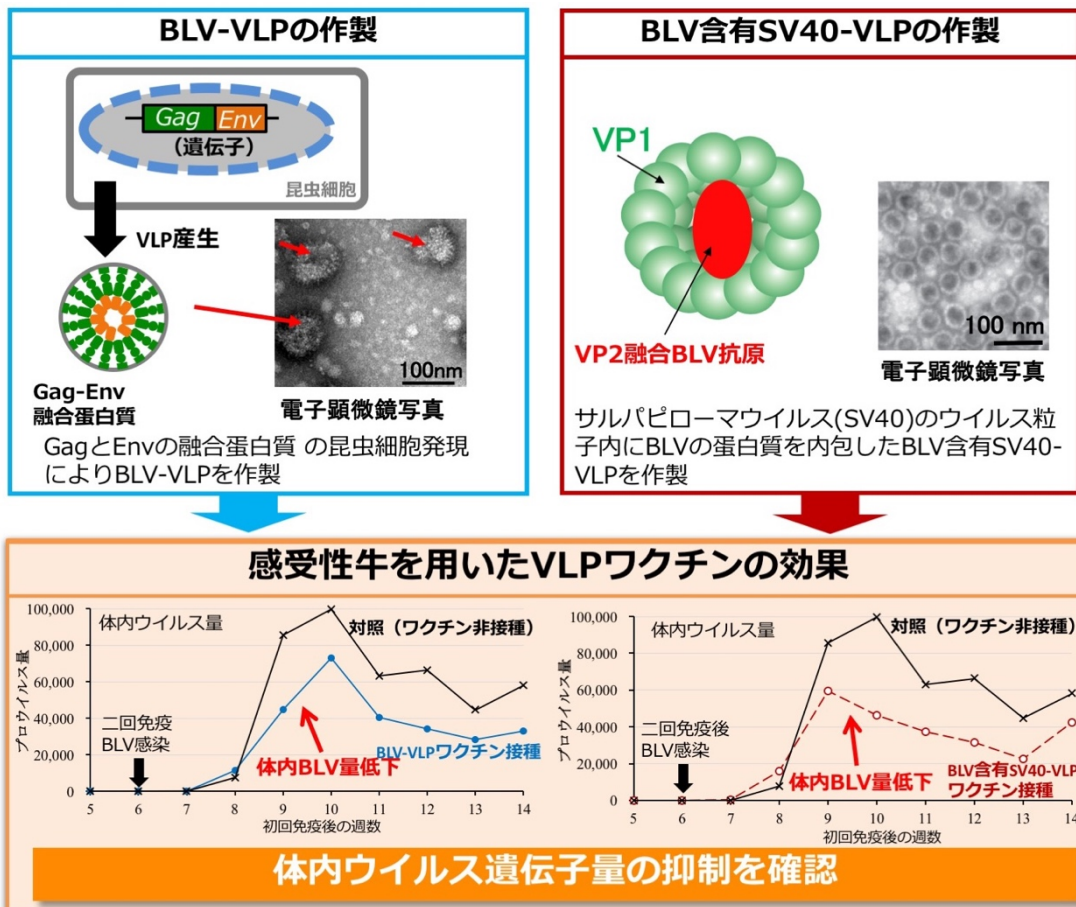 BLV-VLPの作製
Gag Env
(遺伝子)
昆虫細胞
VLP産生
Gag-Env
融合蛋白質
100nm
電子顕微鏡写真
GagとEnvの融合蛋白質 の昆虫細胞発現
によりBLV-VLPを作製
BLV含有SV40-VLPの作製
VP1
VP2融合BLV抗原
100 nm
電子顕微鏡写真
サルパピローマウイルス(SV40)のウイルス粒
子内にBLVの蛋白質を内包したBLV含有SV40-
VLPを作製
感受性牛を用いたVLPワクチンの効果
プロウイルス量
100,000
80,000
60,000
40,000
20,000
0
体内ウイルス量
対照（ワクチン非接種）
二回免疫
BLV感染
体内BLV量低下
BLV-VLPワクチン接種
5 6 7 8 9 10 11 12 13 14
初回免疫後の週数
プロウイルス量
100,000
80,000
60,000
40,000
20,000
0
体内ウイルス量
対照（ワクチン非接種）
二回免疫後
BLV感染
体内BLV量低下
BLV含有SV40-VLP
ワクチン接種
5 6 7 8 9 10 11 12 13 14
初回免疫後の週数
体内ウイルス遺伝子量の抑制を確認